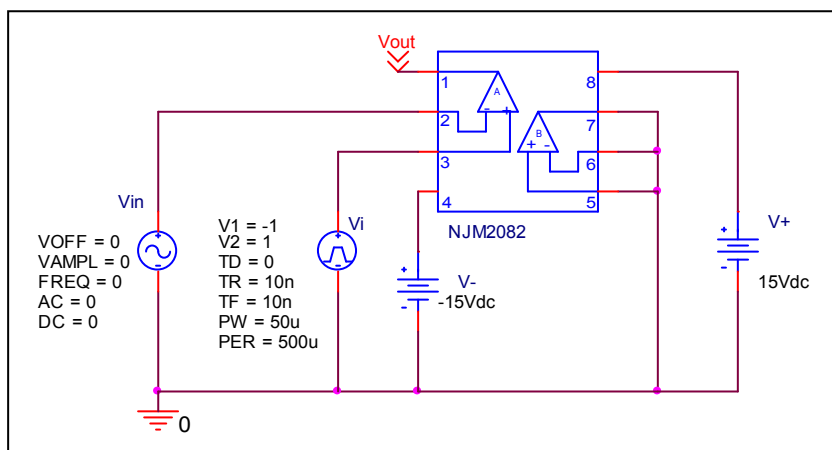 Vout
1
2
3
4
A
- +
B
+ -
8
7
6
5
NJM2082
Vin
+
-
VOFF = 0
VAMPL = 0
FREQ = 0
AC = 0
DC = 0
Vi
+
-
V1 = -1
V2 = 1
TD = 0
TR = 10n
TF = 10n
PW = 50u
PER = 500u
+
-
V-
-15Vdc
V+
+
-
15Vdc
0